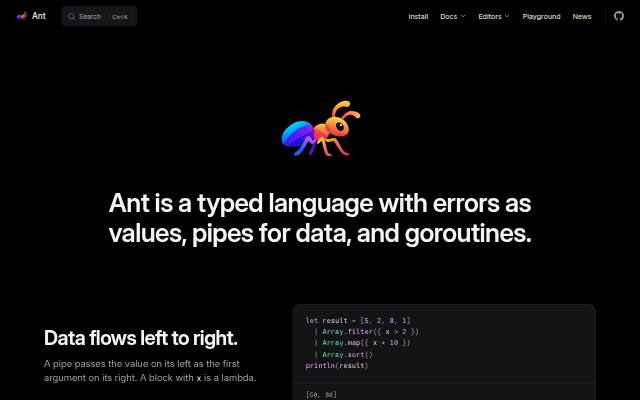 Ant
Search Ctrl K
Install Docs Editors Playground News
Ant is a typed language with errors as
values, pipes for data, and goroutines.
Data flows left to right.
A pipe passes the value on its left as the first
argument on its right. A block with x is a lambda.
let result = [5, 2, 8, 1]
| Array.filter({ x > 2 })
| Array.map({ x * 10 })
| Array.sort()
println(result)
[50, 80]